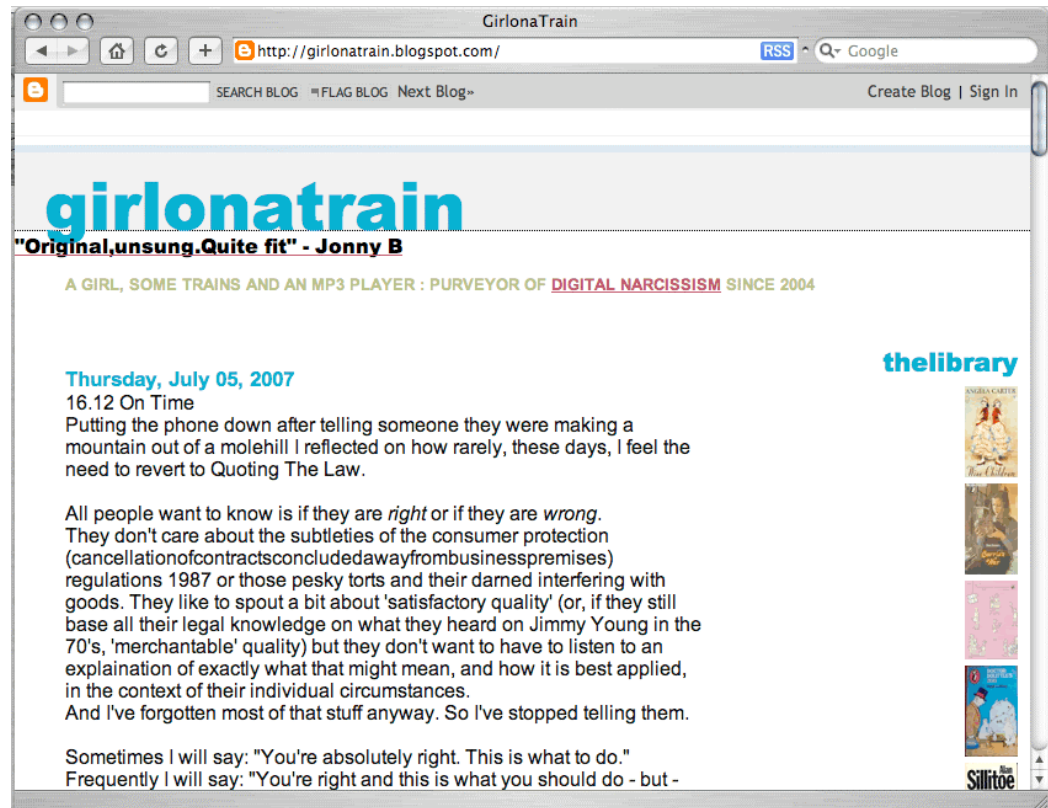 GirlonaTrain
http://girlonatrain.blogspot.com/
RSS
Google
SEARCH BLOG FLAG BLOG Next Blog»
Create Blog | Sign In
girlonatrain
"Original,unsung.Quite fit" - Jonny B
A GIRL, SOME TRAINS AND AN MP3 PLAYER : PURVEYOR OF DIGITAL NARCISSISM SINCE 2004
thelibrary
ANGELA CARTER
Wise Children
Thursday, July 05, 2007
16.12 On Time
Putting the phone down after telling someone they were making a
mountain out of a molehill I reflected on how rarely, these days, I feel the
need to revert to Quoting The Law.
All people want to know is if they are right or if they are wrong.
They don't care about the subtleties of the consumer protection
(cancellationofcontractsconcludedawayfrombusinesspremises)
regulations 1987 or those pesky torts and their darned interfering with
goods. They like to spout a bit about 'satisfactory quality' (or, if they still
base all their legal knowledge on what they heard on Jimmy Young in the
70's, 'merchantable' quality) but they don't want to have to listen to an
explaination of exactly what that might mean, and how it is best applied,
in the context of their individual circumstances.
And I've forgotten most of that stuff anyway. So I've stopped telling them.
Sometimes I will say: "You're absolutely right. This is what to do."
Frequently I will say: "You're right and this is what you should do - but -
Alan
Sillitoe